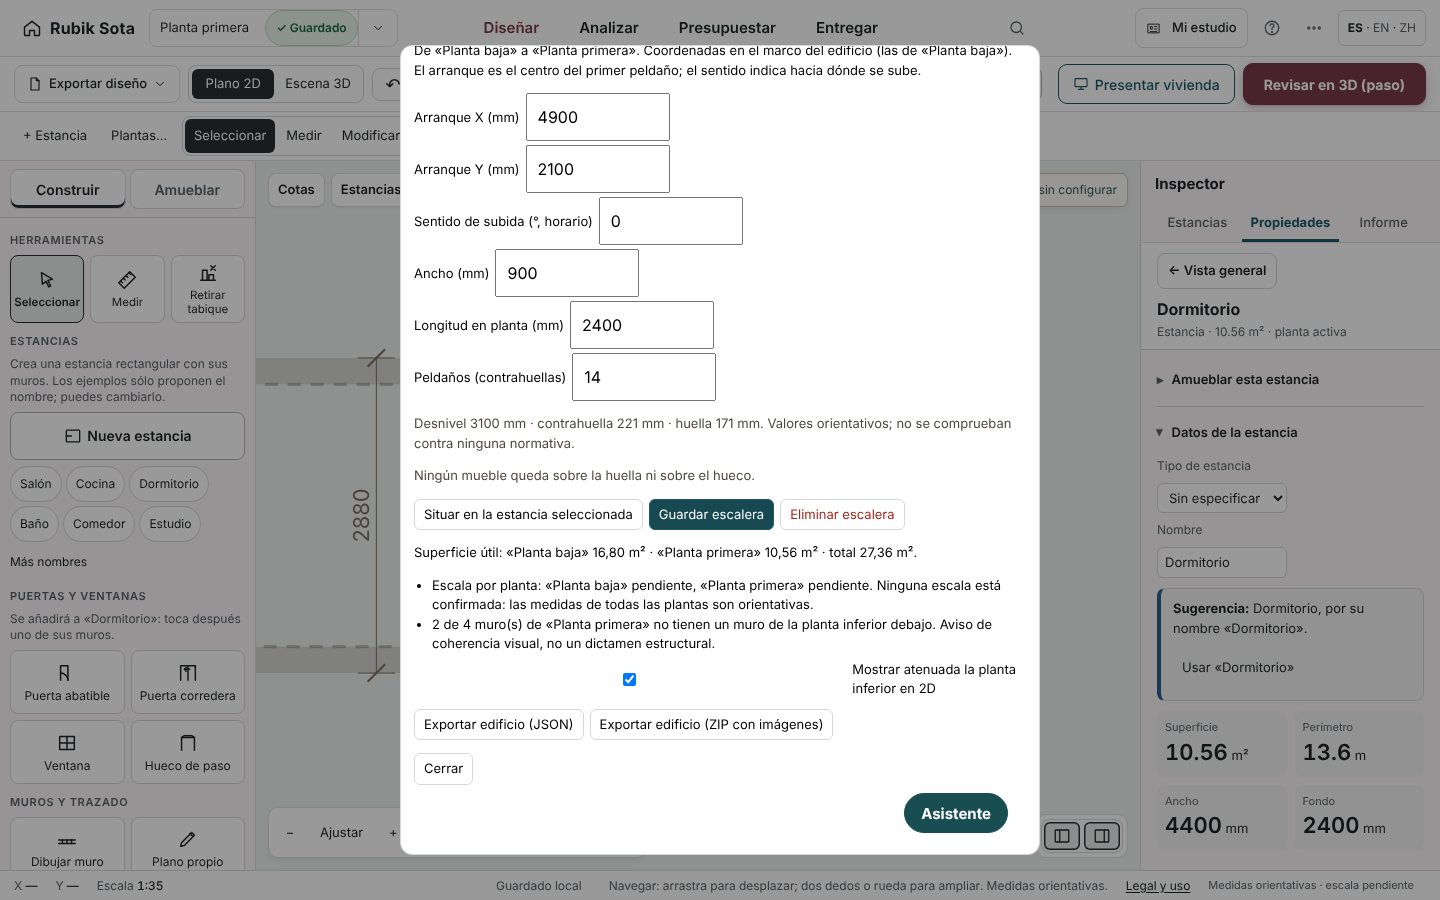 Rubik Sota
Planta primera
✓ Guardado
Diseñar
Analizar
Presupuestar
Entregar
Mi estudio
ES · EN · ZH
Exportar diseño
Plano 2D
Escena 3D
Presentar vivienda
Revisar en 3D (paso)
+ Estancia
Plantas...
Seleccionar
Medir
Modificar
Construir
Amueblar
HERRAMIENTAS
Seleccionar
Medir
Retirar
tabique
ESTANCIAS
Crea una estancia rectangular con sus
muros. Los ejemplos sólo proponen el
nombre; puedes cambiarlo.
Nueva estancia
Salón
Cocina
Dormitorio
Baño
Comedor
Estudio
Más nombres
PUERTAS Y VENTANAS
Se añadirá a «Dormitorio»: toca después
uno de sus muros.
Puerta abatible
Puerta corredera
Ventana
Hueco de paso
MUROS Y TRAZADO
Dibujar muro
Plano propio
Cotas
Estancias
sin configurar
2880
− Ajustar +
De «Planta baja» a «Planta primera». Coordenadas en el marco del edificio (las de «Planta baja»).
El arranque es el centro del primer peldaño; el sentido indica hacia dónde se sube.
Arranque X (mm) 4900
Arranque Y (mm) 2100
Sentido de subida (°, horario) 0
Ancho (mm) 900
Longitud en planta (mm) 2400
Peldaños (contrahuellas) 14
Desnivel 3100 mm · contrahuella 221 mm · huella 171 mm. Valores orientativos; no se comprueban
contra ninguna normativa.
Ningún mueble queda sobre la huella ni sobre el hueco.
Situar en la estancia seleccionada
Guardar escalera
Eliminar escalera
Superficie útil: «Planta baja» 16,80 m² · «Planta primera» 10,56 m² · total 27,36 m².
• Escala por planta: «Planta baja» pendiente, «Planta primera» pendiente. Ninguna escala está
confirmada: las medidas de todas las plantas son orientativas.
• 2 de 4 muro(s) de «Planta primera» no tienen un muro de la planta inferior debajo. Aviso de
coherencia visual, no un dictamen estructural.
Mostrar atenuada la planta
inferior en 2D
Exportar edificio (JSON)
Exportar edificio (ZIP con imágenes)
Cerrar
Asistente
Inspector
Estancias
Propiedades
Informe
← Vista general
Dormitorio
Estancia · 10.56 m² · planta activa
Amueblar esta estancia
Datos de la estancia
Tipo de estancia
Sin especificar
Nombre
Dormitorio
Sugerencia: Dormitorio, por su
nombre «Dormitorio».
Usar «Dormitorio»
Superficie
10.56 m²
Perímetro
13.6 m
Ancho
4400 mm
Fondo
2400 mm
X —
Y —
Escala 1:35
Guardado local
Navegar: arrastra para desplazar; dos dedos o rueda para ampliar. Medidas orientativas.
Legal y uso
Medidas orientativas · escala pendiente